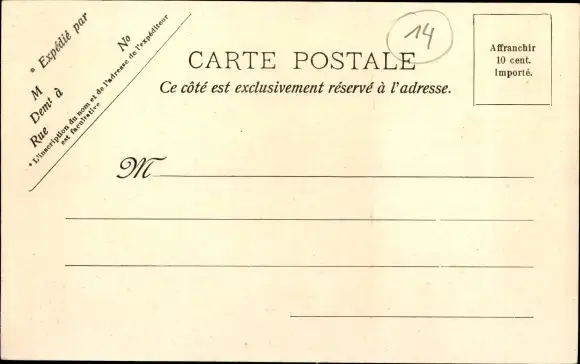 * Expédié par
M No
Demt à
Rue
* L'inscription du nom et de l'adresse de l'expéditeur
est facultative
14
CARTE POSTALE
Ce côté est exclusivement réservé à l'adresse.
Affranchir
10 cent.
Importé.
M